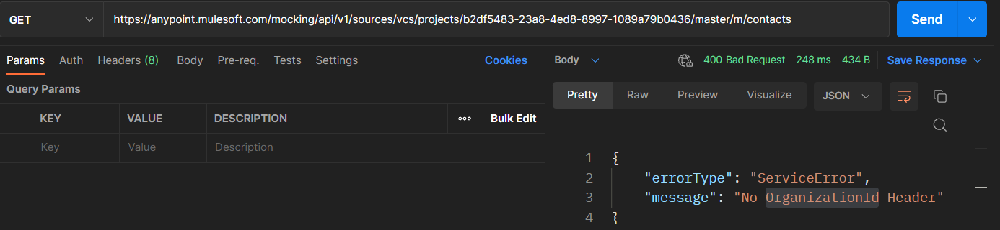 GET https://anypoint.mulesoft.com/mocking/api/v1/sources/vcs/projects/b2df5483-23a8-4ed8-8997-1089a79b0436/master/m/contacts Send
Params Auth Headers (8) Body Pre-req. Tests Settings Cookies
Query Params
KEY VALUE DESCRIPTION ooo Bulk Edit
Key Value Description
Body 400 Bad Request 248 ms 434 B Save Response
Pretty Raw Preview Visualize JSON
1 {
2 "errorType": "ServiceError",
3 "message": "No OrganizationId Header"
4 }